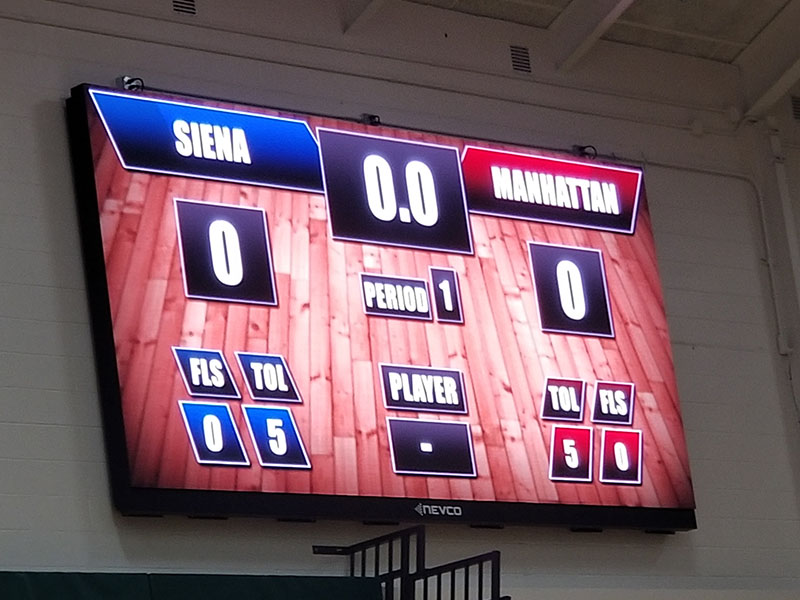 SIENA
0.0
MANHATTAN
0
PERIOD 1
0
FLS TOL
0 5
PLAYER
-
TOL FLS
5 0
NEVCO